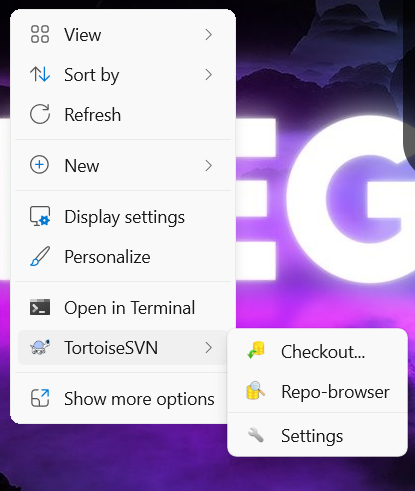 View
Sort by
Refresh
New
Display settings
Personalize
Open in Terminal
TortoiseSVN
Show more options
Checkout...
Repo-browser
Settings
EG